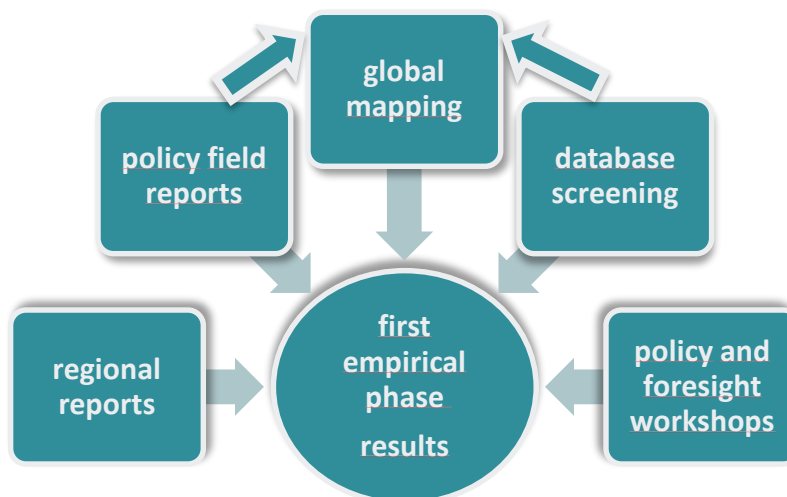 global
mapping
policy field
reports
database
screening
regional
reports
first
empirical
phase
results
policy and
foresight
workshops